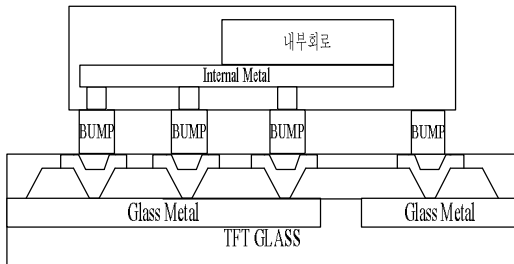 내부회로
Internal Metal
BUMP BUMP BUMP BUMP
Glass Metal Glass Metal
TFT GLASS